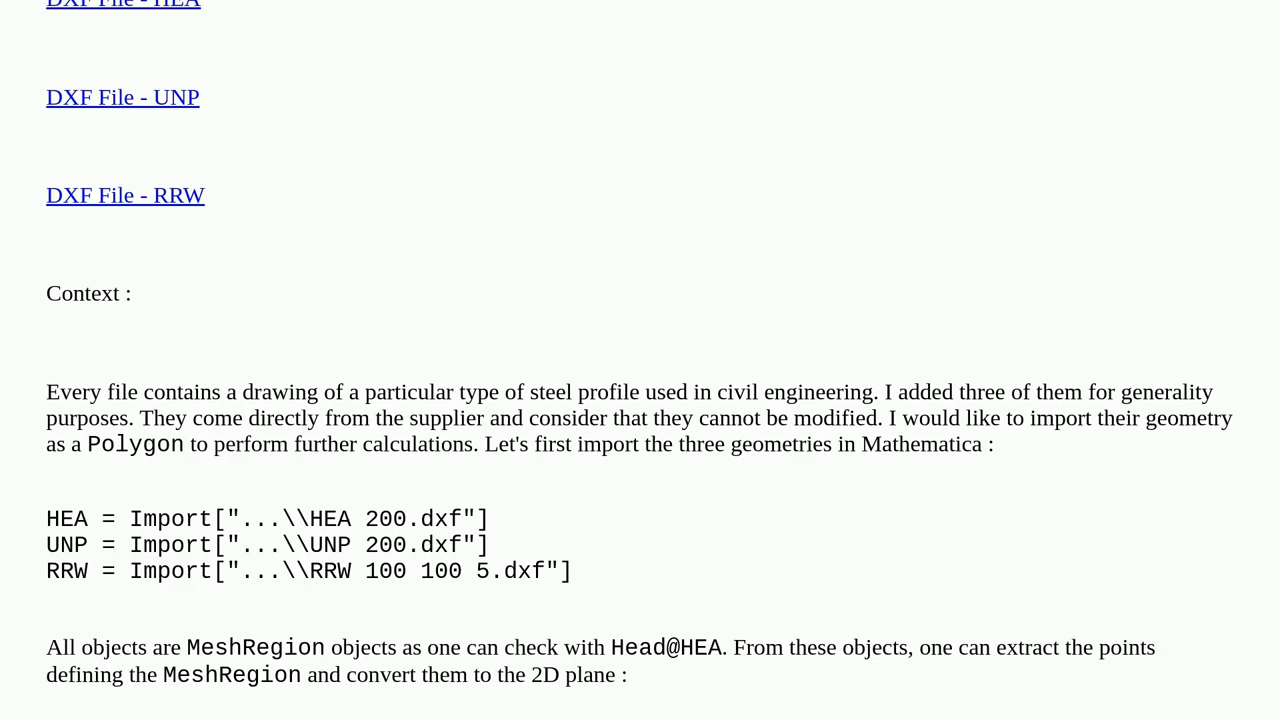 DXF File - HEA
DXF File - UNP
DXF File - RRW
Context :
Every file contains a drawing of a particular type of steel profile used in civil engineering. I added three of them for generality
purposes. They come directly from the supplier and consider that they cannot be modified. I would like to import their geometry
as a Polygon to perform further calculations. Let's first import the three geometries in Mathematica :
HEA = Import["...\\HEA 200.dxf"]
UNP = Import["...\\UNP 200.dxf"]
RRW = Import["...\\RRW 100 100 5.dxf"]
All objects are MeshRegion objects as one can check with Head@HEA. From these objects, one can extract the points
defining the MeshRegion and convert them to the 2D plane :